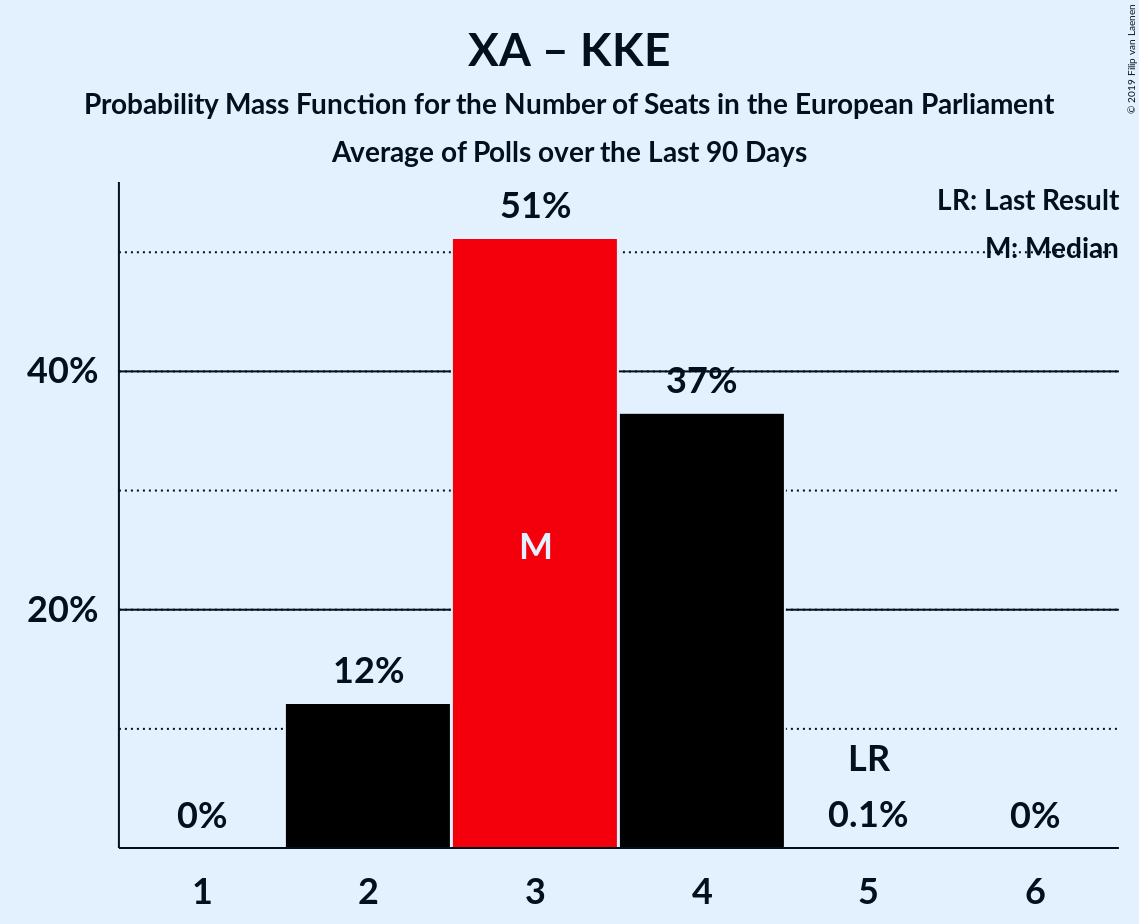 XA – KKE
Probability Mass Function for the Number of Seats in the European Parliament
Average of Polls over the Last 90 Days
© 2019 Filip van Laenen
LR: Last Result
M: Median
51%
40%
37%
M
20%
12%
LR
0%
0.1%
0%
1 2 3 4 5 6